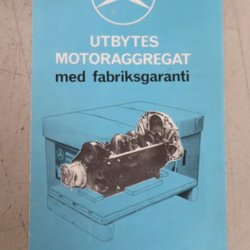 UTBYTES
MOTORAGGREGAT
med fabriksgaranti